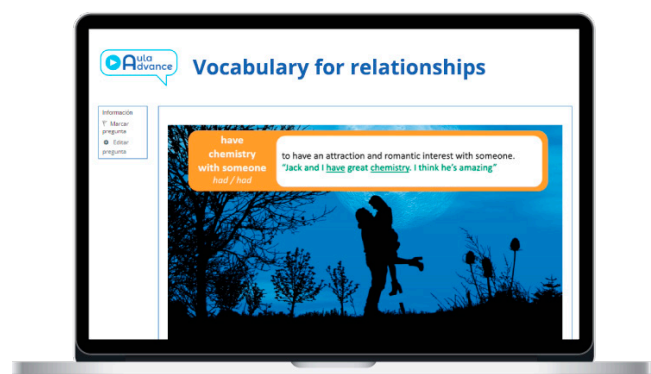 Aula
Advance
Vocabulary for relationships
Información
Marcar
pregunta
Editar
pregunta
have
chemistry
with someone
had / had
to have an attraction and romantic interest with someone.
"Jack and I have great chemistry. I think he's amazing"